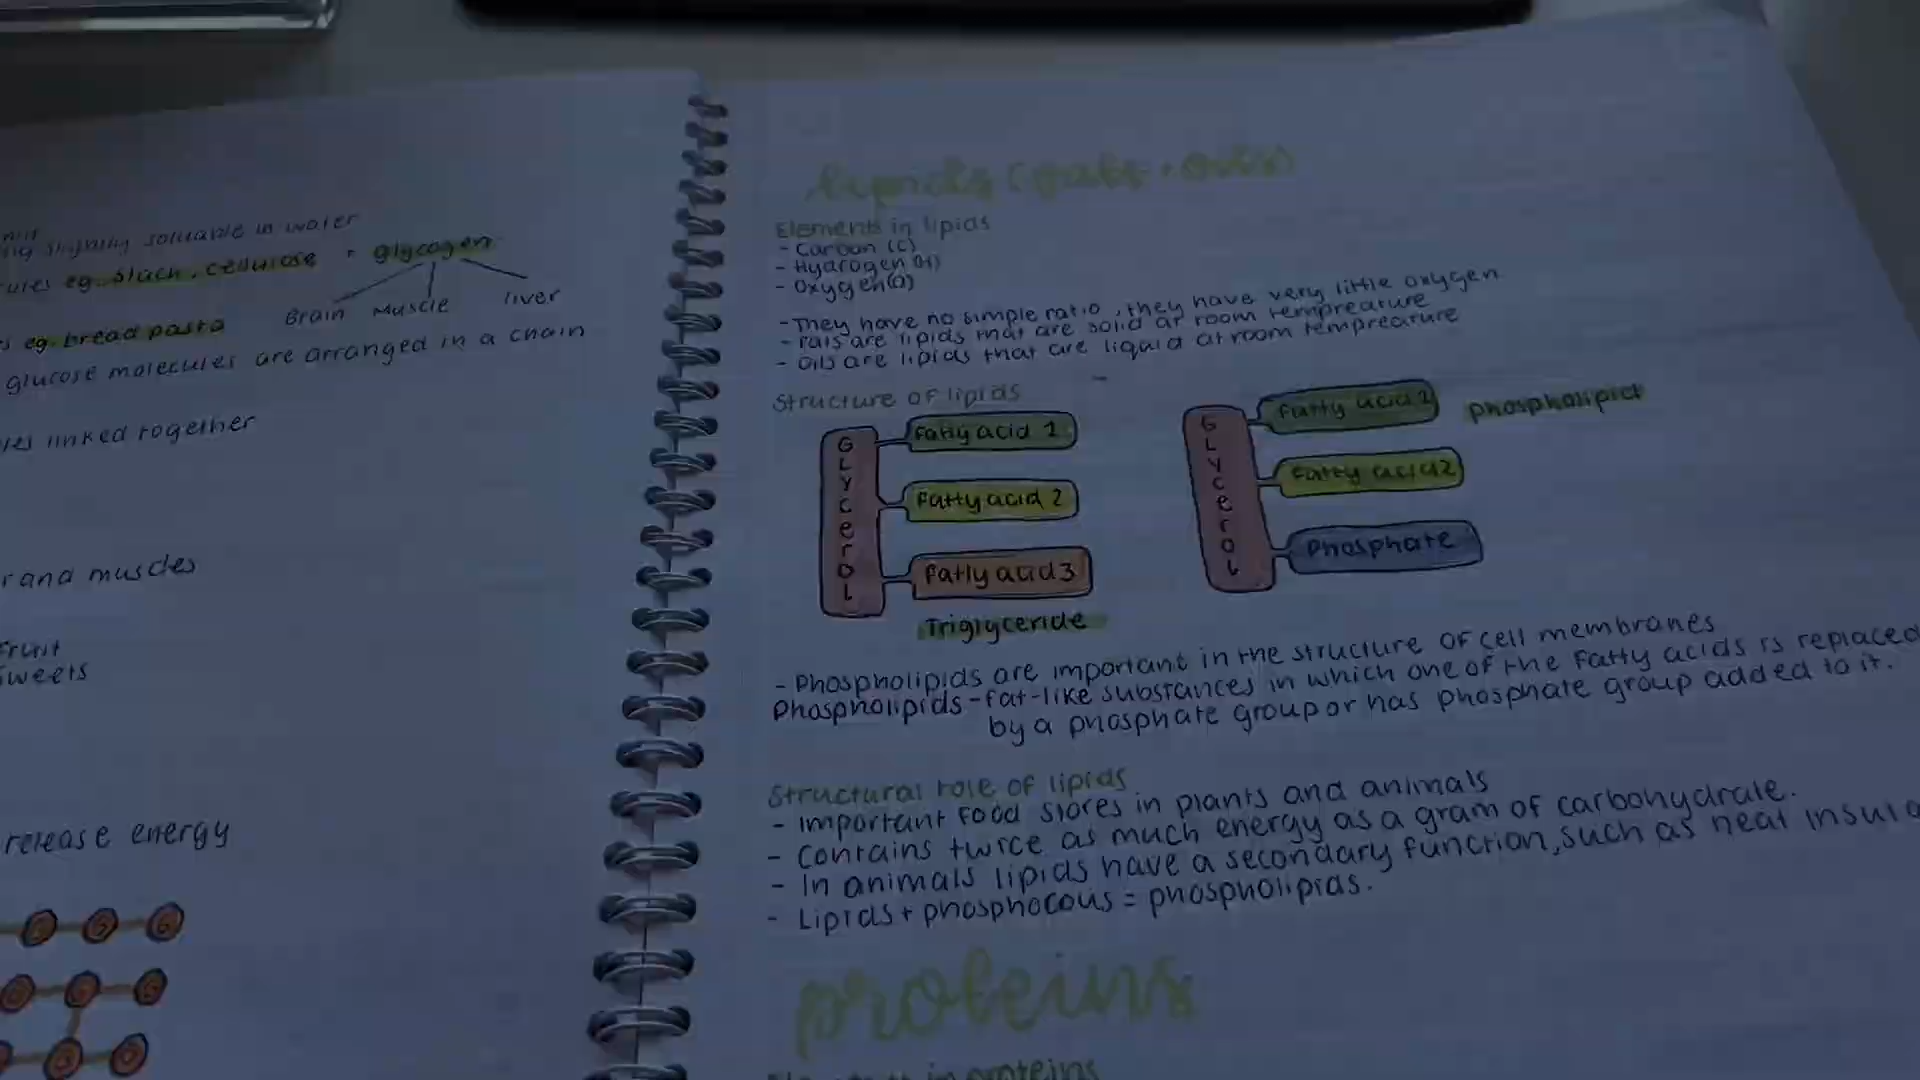 slightly soluable in water
eg. stach, cellulose + glycogen
Brain Muscle liver
eg. bread pasta
glucose molecules are arranged in a chain
linked together
and muscles
Fruit
sweets
release energy
lipids (fats + oils)
Elements in lipids
- Carbon (C)
- Hydrogen (H)
- Oxygen (O)
- They have no simple ratio, they have very little oxygen
- Fats are lipids that are solid at room tempreature
- Oils are lipids that are liquid at room tempreature
Structure of lipids
GLYCEROL
Fatty acid 1
Fatty acid 2
Fatty acid 3
Triglyceride
GLYCEROL
Fatty acid 1
Fatty acid 2
Phosphate
Phospholipid
- Phospholipids are important in the structure of cell membranes
Phospholipids - fat-like substances in which one of the fatty acids is replaced
by a phosphate group or has phosphate group added to it.
Structural role of lipids
- Important food stores in plants and animals
- Contains twice as much energy as a gram of carbohydrate.
- In animals lipids have a secondary function, such as heat
- Lipids + phosphocous = phospholipids.
proteins
in proteins